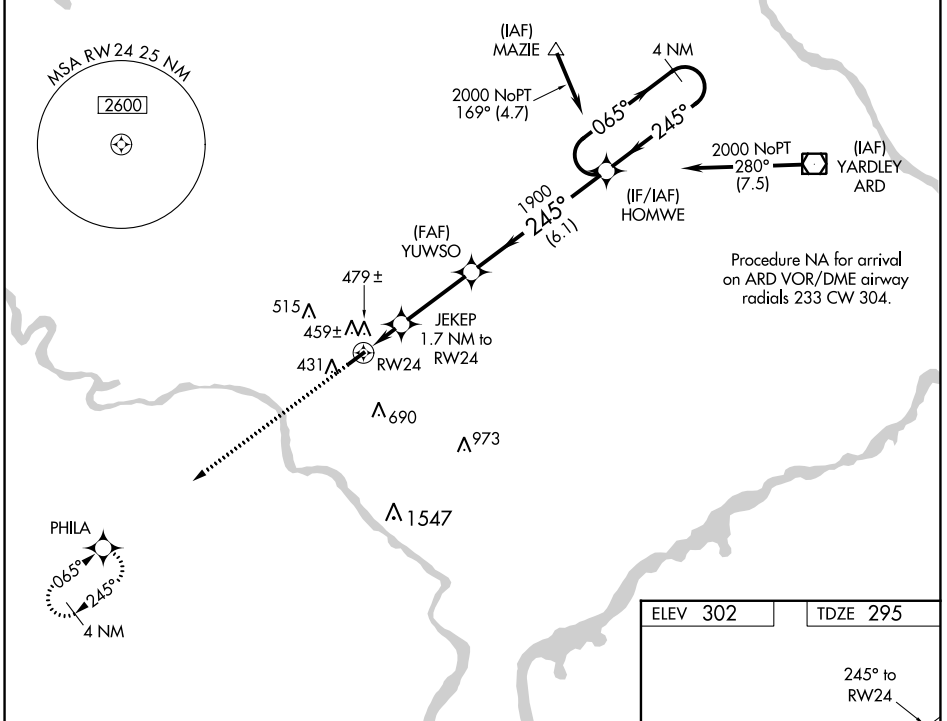 MSA RW 24 25 NM
2600
(IAF)
MAZIE
4 NM
2000 NoPT
169° (4.7)
065°
245°
2000 NoPT
280°
(7.5)
(IAF)
YARDLEY
ARD
(IF/IAF)
HOMWE
1900
245°
(6.1)
(FAF)
YUWSO
Procedure NA for arrival
on ARD VOR/DME airway
radials 233 CW 304.
479 ±
515
459±
JEKEP
1.7 NM to
RW24
431
RW24
690
973
1547
PHILA
065°
245°
4 NM
ELEV 302
TDZE 295
245° to
RW24